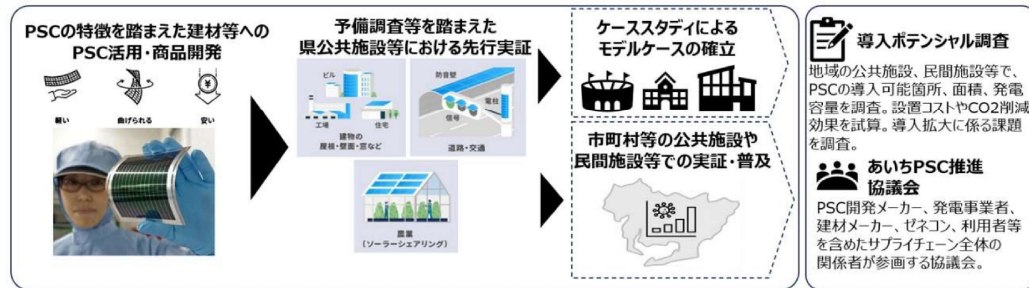 PSCの特徴を踏まえた建材等への
PSC活用・商品開発
軽い
曲げられる
安い
予備調査等を踏まえた
県公共施設等における先行実証
ビル
工場
住宅
建物の
屋根・壁面・窓など
防音壁
電柱
信号
道路・交通
農業
（ソーラーシェアリング）
ケーススタディによる
モデルケースの確立
市町村等の公共施設や
民間施設等での実証・普及
導入ポテンシャル調査
地域の公共施設、民間施設等で、
PSCの導入可能箇所、面積、発電
容量を調査。設置コストやCO2削減
効果を試算。導入拡大に係る課題
を調査。
あいちPSC推進
協議会
PSC開発メーカー、発電事業者、
建材メーカー、ゼネコン、利用者等
を含めたサプライチェーン全体の
関係者が参画する協議会。